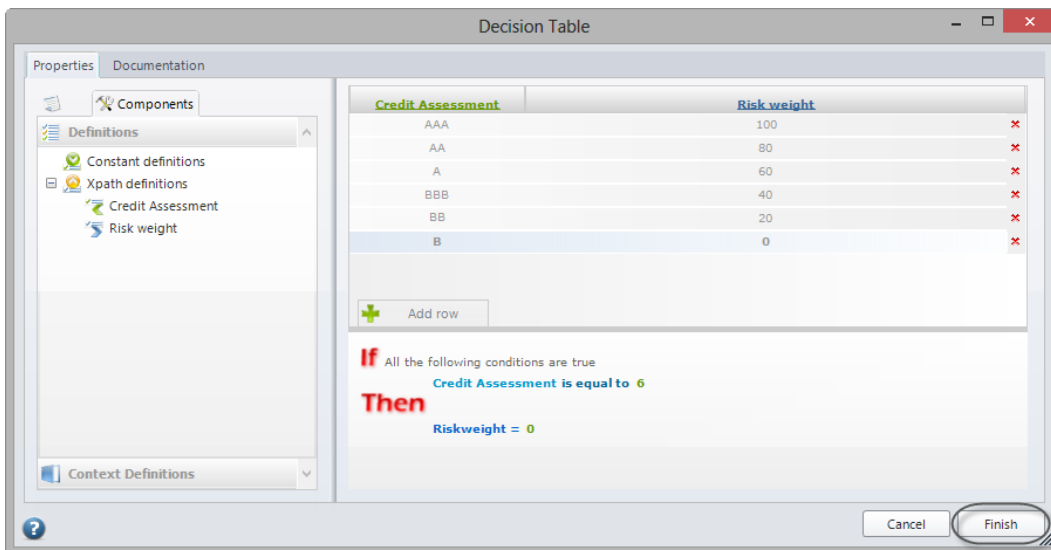 Decision Table
Properties Documentation
Components
Definitions
Constant definitions
Xpath definitions
Credit Assessment
Risk weight
Context Definitions
Credit Assessment Risk weight
AAA 100
AA 80
A 60
BBB 40
BB 20
B 0
Add row
If All the following conditions are true
Credit Assessment is equal to 6
Then
Riskweight = 0
Cancel Finish